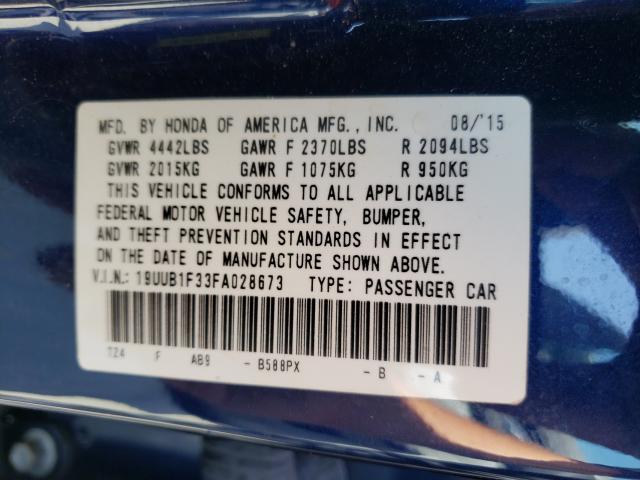 MFD. BY HONDA OF AMERICA MFG., INC. 08/'15
GVWR 4442LBS GAWR F 2370LBS R 2094LBS
GVWR 2015KG GAWR F 1075KG R 950KG
THIS VEHICLE CONFORMS TO ALL APPLICABLE
FEDERAL MOTOR VEHICLE SAFETY, BUMPER,
AND THEFT PREVENTION STANDARDS IN EFFECT
ON THE DATE OF MANUFACTURE SHOWN ABOVE.
V.I.N.: 19UUB1F33FA028673 TYPE: PASSENGER CAR
TZ4 F AB9 - B588PX - B - A